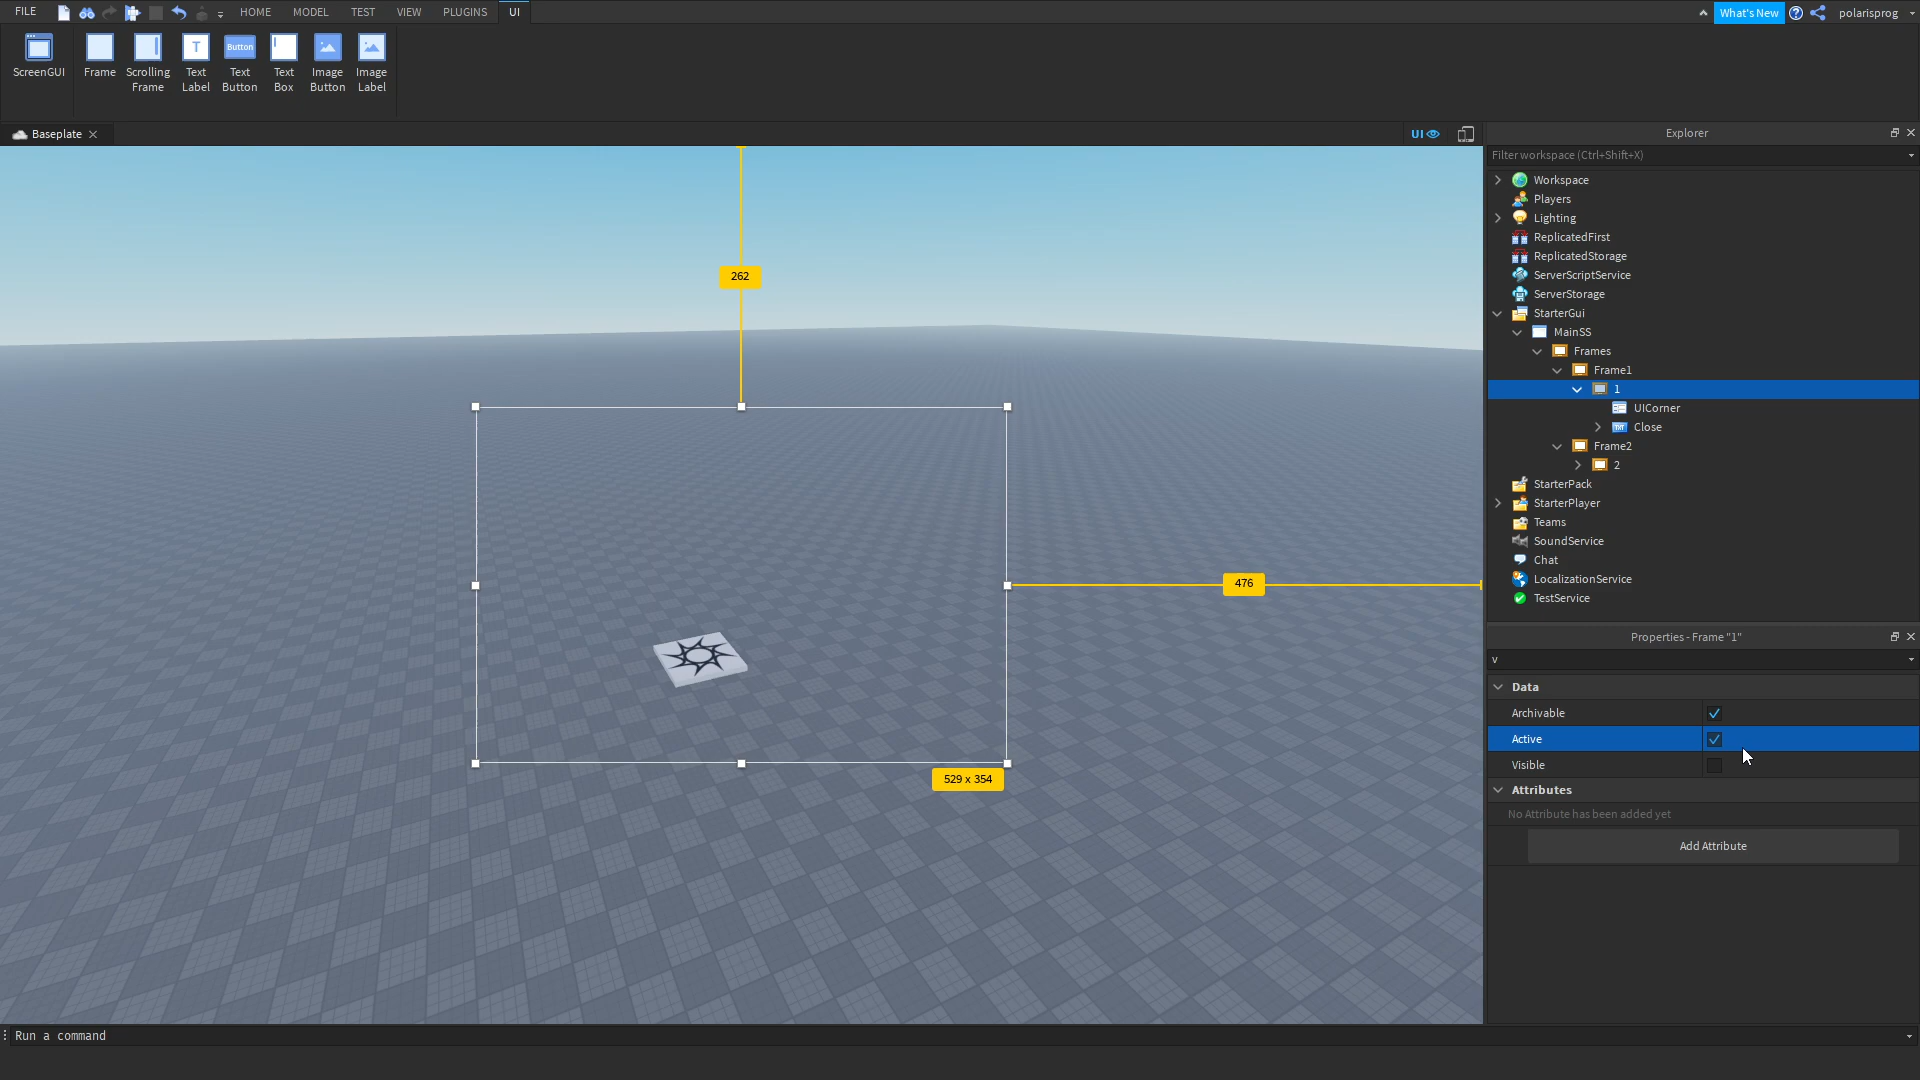 FILE
HOME
MODEL
TEST
VIEW
PLUGINS
UI
What's New
polarisprog
ScreenGUI
Frame
Scrolling
Frame
Text
Label
Button
Text
Button
Text
Box
Image
Button
Image
Label
T
Baseplate
UI
Explorer
Filter workspace (Ctrl+Shift+X)
Workspace
Players
Lighting
ReplicatedFirst
ReplicatedStorage
ServerScriptService
ServerStorage
StarterGui
MainSS
Frames
Frame1
1
UICorner
TXT
Close
Frame2
2
StarterPack
StarterPlayer
Teams
SoundService
Chat
LocalizationService
TestService
262
476
529 x 354
Properties - Frame "1"
v
Data
Archivable
Active
Visible
Attributes
No Attribute has been added yet
Add Attribute
Run a command